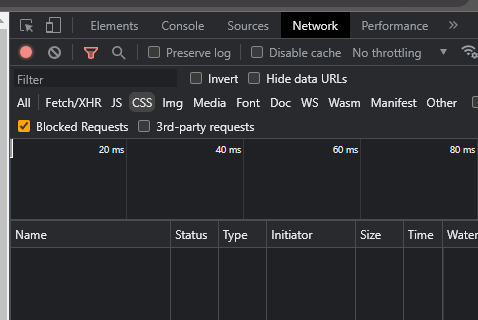 Elements Console Sources Network Performance »
Preserve log Disable cache No throttling
Filter Invert Hide data URLs
All Fetch/XHR JS CSS Img Media Font Doc WS Wasm Manifest Other
Blocked Requests 3rd-party requests
20 ms 40 ms 60 ms 80 ms
Name Status Type Initiator Size Time Water